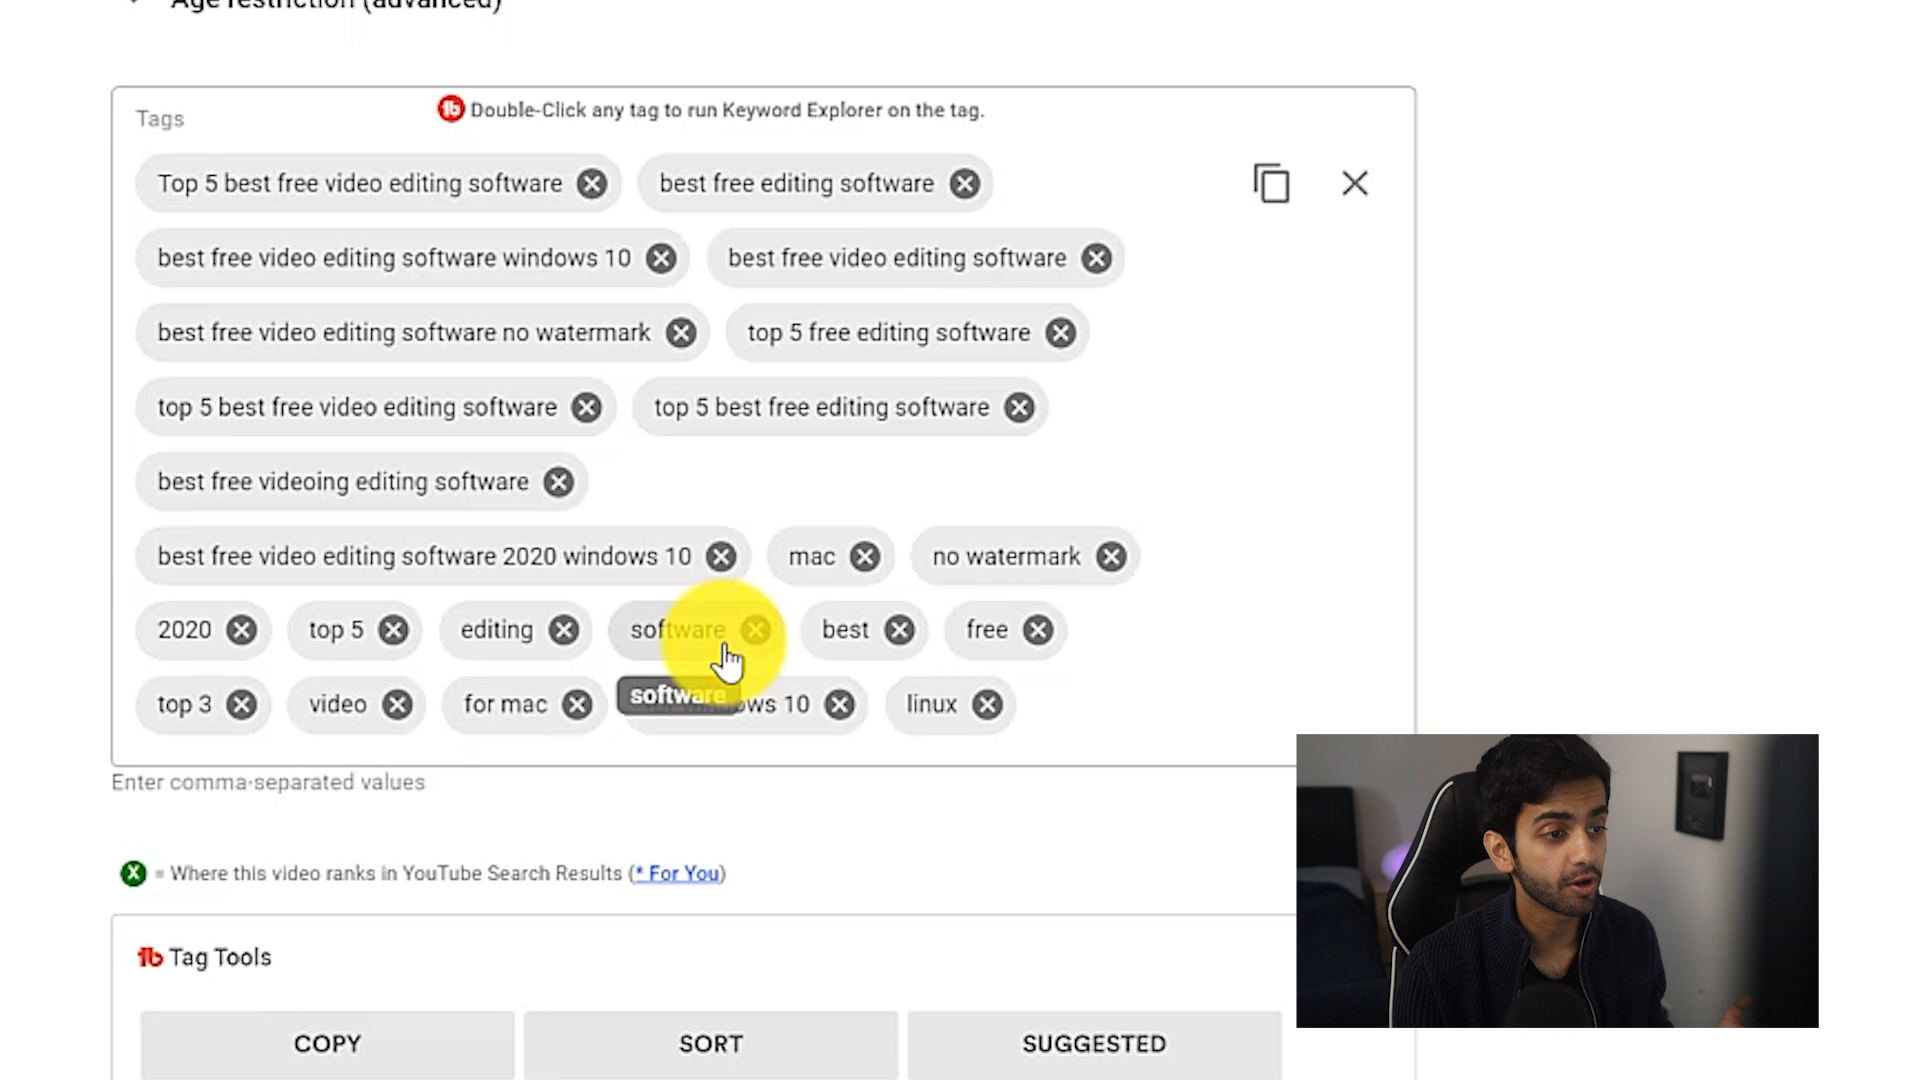 Age restriction (advanced)
Tags
Double-Click any tag to run Keyword Explorer on the tag.
Top 5 best free video editing software
best free editing software
best free video editing software windows 10
best free video editing software
best free video editing software no watermark
top 5 free editing software
top 5 best free video editing software
top 5 best free editing software
best free videoing editing software
best free video editing software 2020 windows 10
mac
no watermark
2020
top 5
editing
software
best
free
top 3
video
for mac
software
10
linux
Enter comma-separated values
X = Where this video ranks in YouTube Search Results (* For You)
tb Tag Tools
COPY
SORT
SUGGESTED